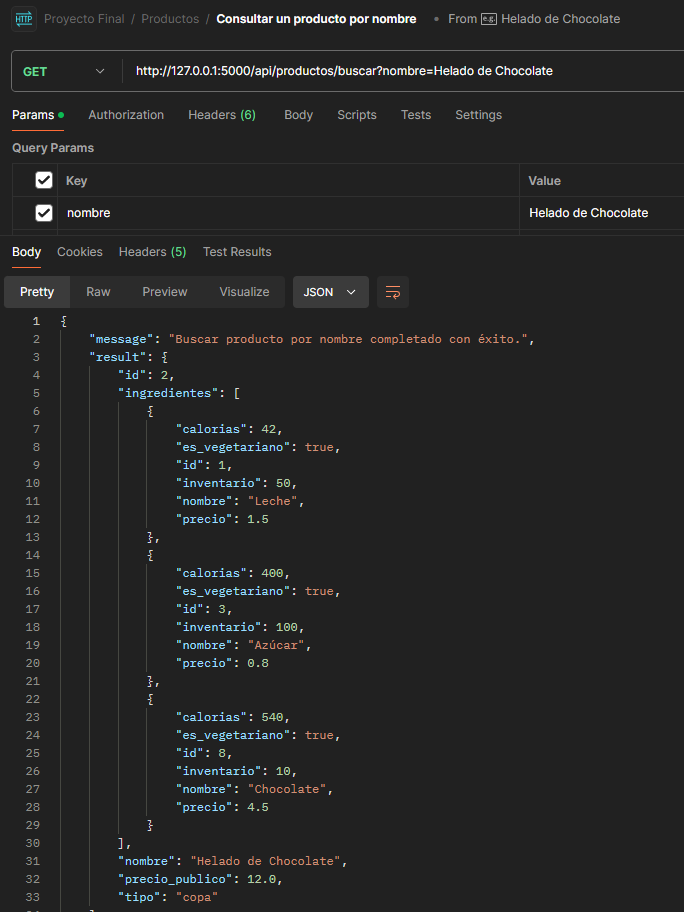 HTTP Proyecto Final / Productos / Consultar un producto por nombre • From e.g. Helado de Chocolate
GET http://127.0.0.1:5000/api/productos/buscar?nombre=Helado de Chocolate
Params Authorization Headers (6) Body Scripts Tests Settings
Query Params
Key Value
nombre Helado de Chocolate
Body Cookies Headers (5) Test Results
Pretty Raw Preview Visualize JSON
1 {
2 "message": "Buscar producto por nombre completado con éxito.",
3 "result": {
4 "id": 2,
5 "ingredientes": [
6 {
7 "calorias": 42,
8 "es_vegetariano": true,
9 "id": 1,
10 "inventario": 50,
11 "nombre": "Leche",
12 "precio": 1.5
13 },
14 {
15 "calorias": 400,
16 "es_vegetariano": true,
17 "id": 3,
18 "inventario": 100,
19 "nombre": "Azúcar",
20 "precio": 0.8
21 },
22 {
23 "calorias": 540,
24 "es_vegetariano": true,
25 "id": 8,
26 "inventario": 10,
27 "nombre": "Chocolate",
28 "precio": 4.5
29 }
30 ],
31 "nombre": "Helado de Chocolate",
32 "precio_publico": 12.0,
33 "tipo": "copa"